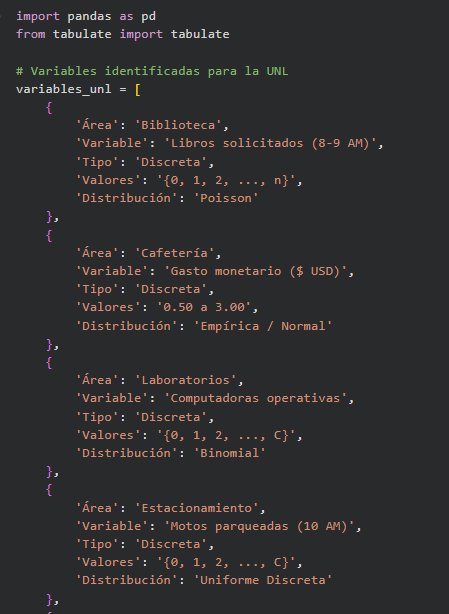 import pandas as pd
from tabulate import tabulate

# Variables identificadas para la UNL
variables_unl = [
    {
        'Área': 'Biblioteca',
        'Variable': 'Libros solicitados (8-9 AM)',
        'Tipo': 'Discreta',
        'Valores': '{0, 1, 2, ..., n}',
        'Distribución': 'Poisson'
    },
    {
        'Área': 'Cafetería',
        'Variable': 'Gasto monetario ($ USD)',
        'Tipo': 'Discreta',
        'Valores': '0.50 a 3.00',
        'Distribución': 'Empírica / Normal'
    },
    {
        'Área': 'Laboratorios',
        'Variable': 'Computadoras operativas',
        'Tipo': 'Discreta',
        'Valores': '{0, 1, 2, ..., C}',
        'Distribución': 'Binomial'
    },
    {
        'Área': 'Estacionamiento',
        'Variable': 'Motos parqueadas (10 AM)',
        'Tipo': 'Discreta',
        'Valores': '{0, 1, 2, ..., C}',
        'Distribución': 'Uniforme Discreta'
    },